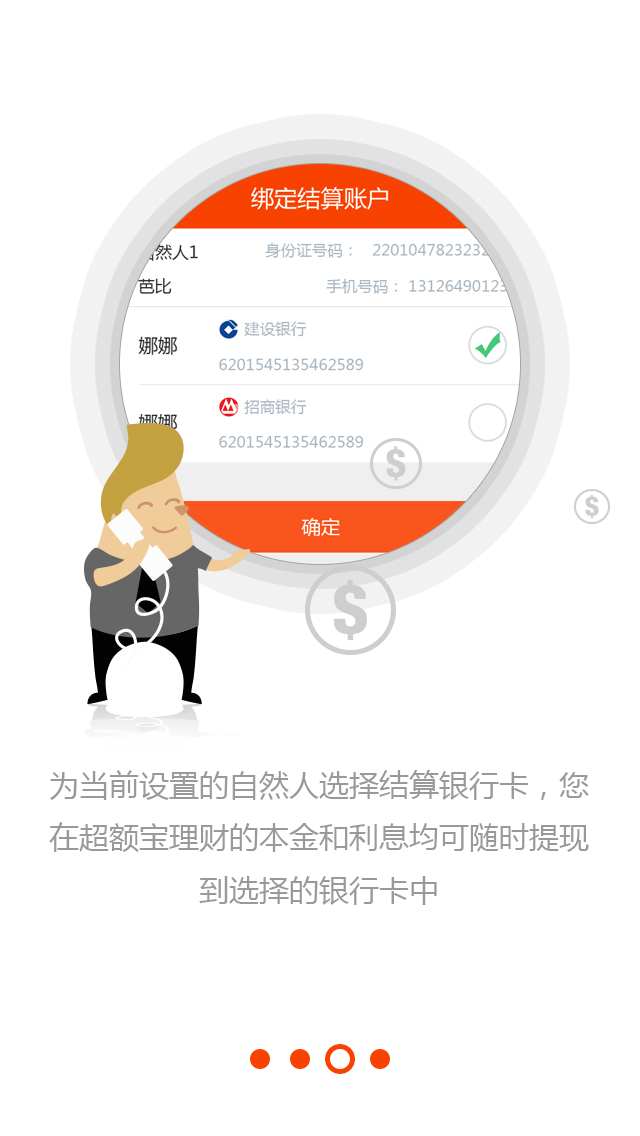 绑定结算账户
自然人1 身份证号码： 2201047823232
芭比 手机号码： 13126490123
娜娜 建设银行
6201545135462589
娜娜 招商银行
6201545135462589
$
$
确定
$
为当前设置的自然人选择结算银行卡，您
在超额宝理财的本金和利息均可随时提现
到选择的银行卡中